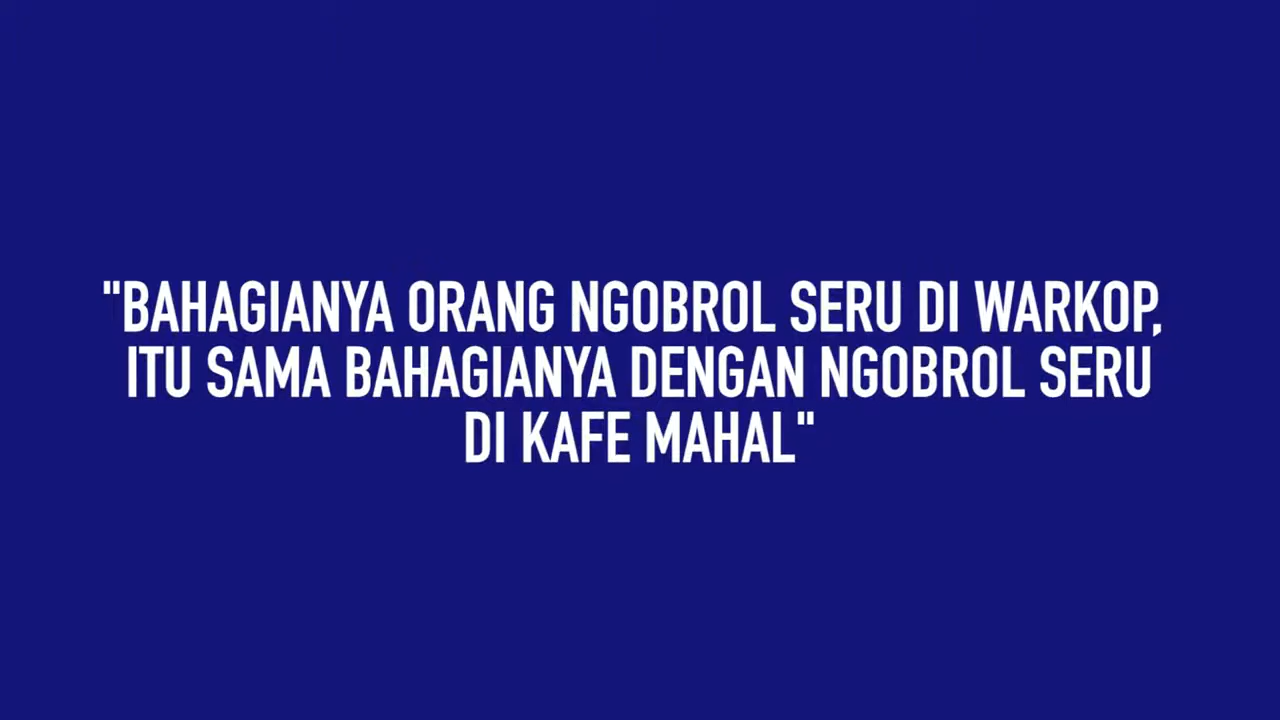 "BAHAGIANYA ORANG NGOBROL SERU DI WARKOP,
ITU SAMA BAHAGIANYA DENGAN NGOBROL SERU
DI KAFE MAHAL"